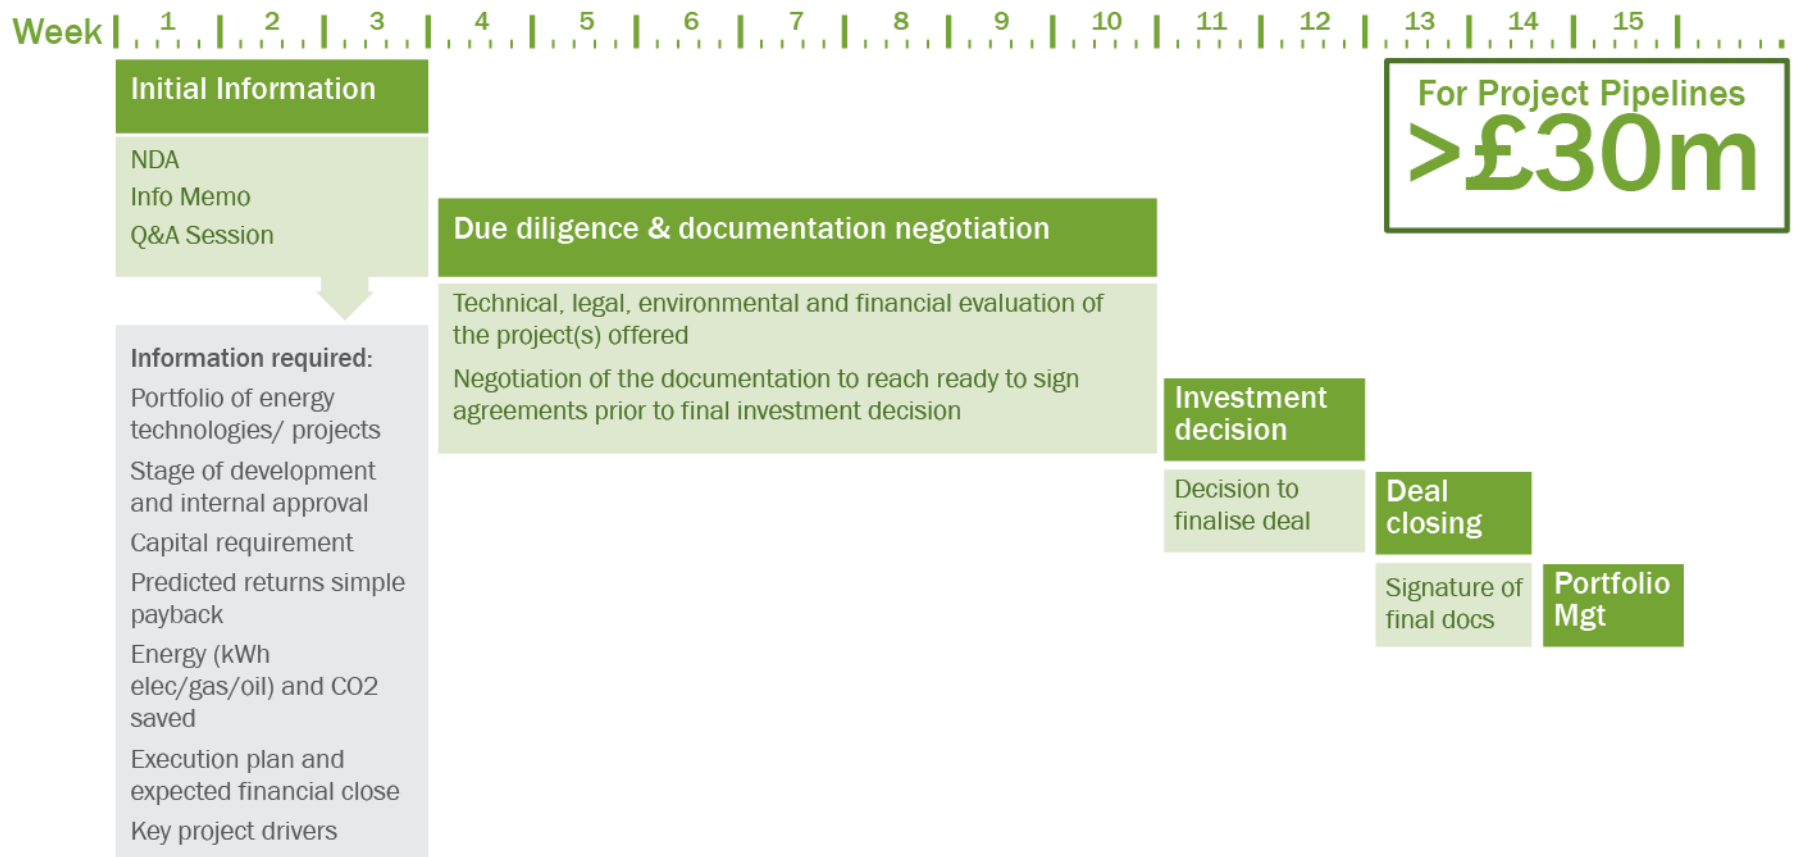 Week 1 2 3 4 5 6 7 8 9 10 11 12 13 14 15
For Project Pipelines
>£30m
Initial Information
NDA
Info Memo
Q&A Session
Information required:
Portfolio of energy
technologies/ projects
Stage of development
and internal approval
Capital requirement
Predicted returns simple
payback
Energy (kWh
elec/gas/oil) and CO2
saved
Execution plan and
expected financial close
Key project drivers
Due diligence & documentation negotiation
Technical, legal, environmental and financial evaluation of
the project(s) offered
Negotiation of the documentation to reach ready to sign
agreements prior to final investment decision
Investment
decision
Decision to
finalise deal
Deal
closing
Signature of
final docs
Portfolio
Mgt